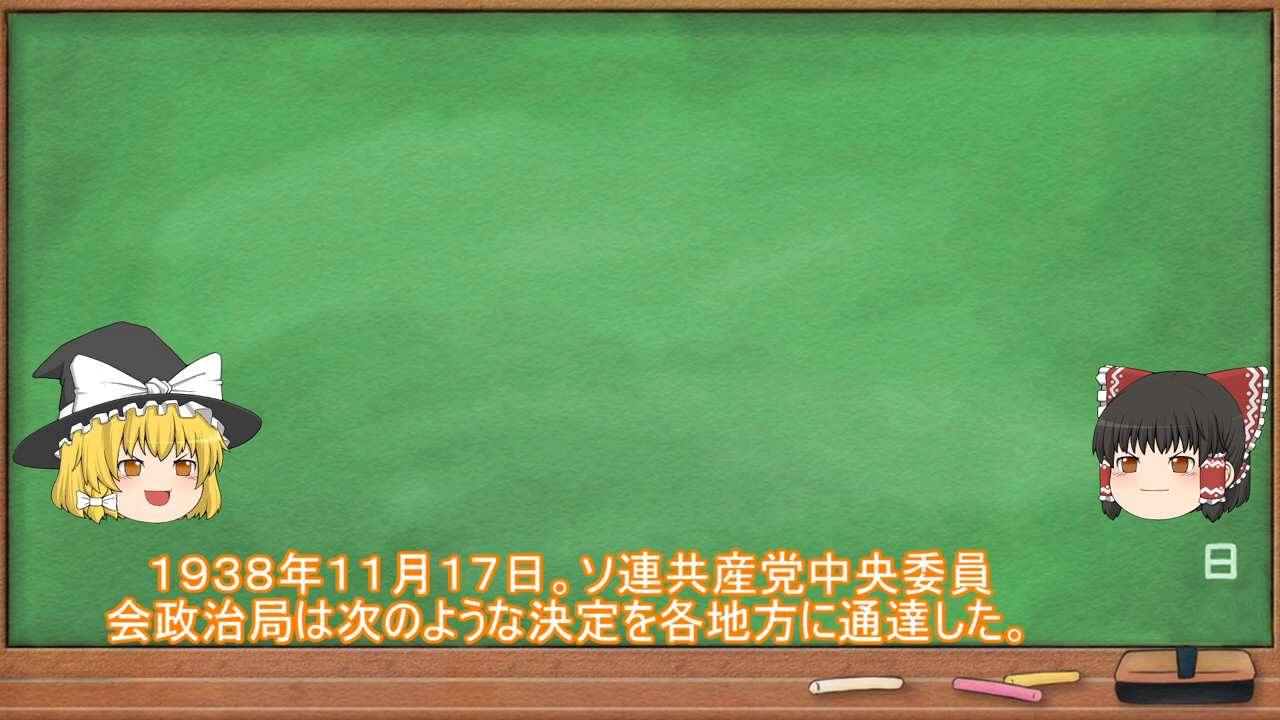 日
１９３８年１１月１７日。ソ連共産党中央委員
会政治局は次のような決定を各地方に通達した。